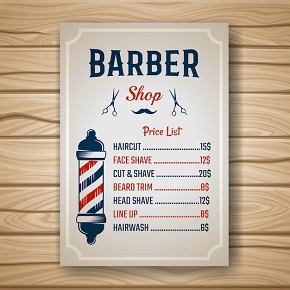 BARBER
Shop
Price List
HAIRCUT....................15$
FACE SHAVE................12$
CUT & SHAVE...............20$
BEARD TRIM.................8$
HEAD SHAVE................12$
LINE UP.......................8$
HAIRWASH...................6$